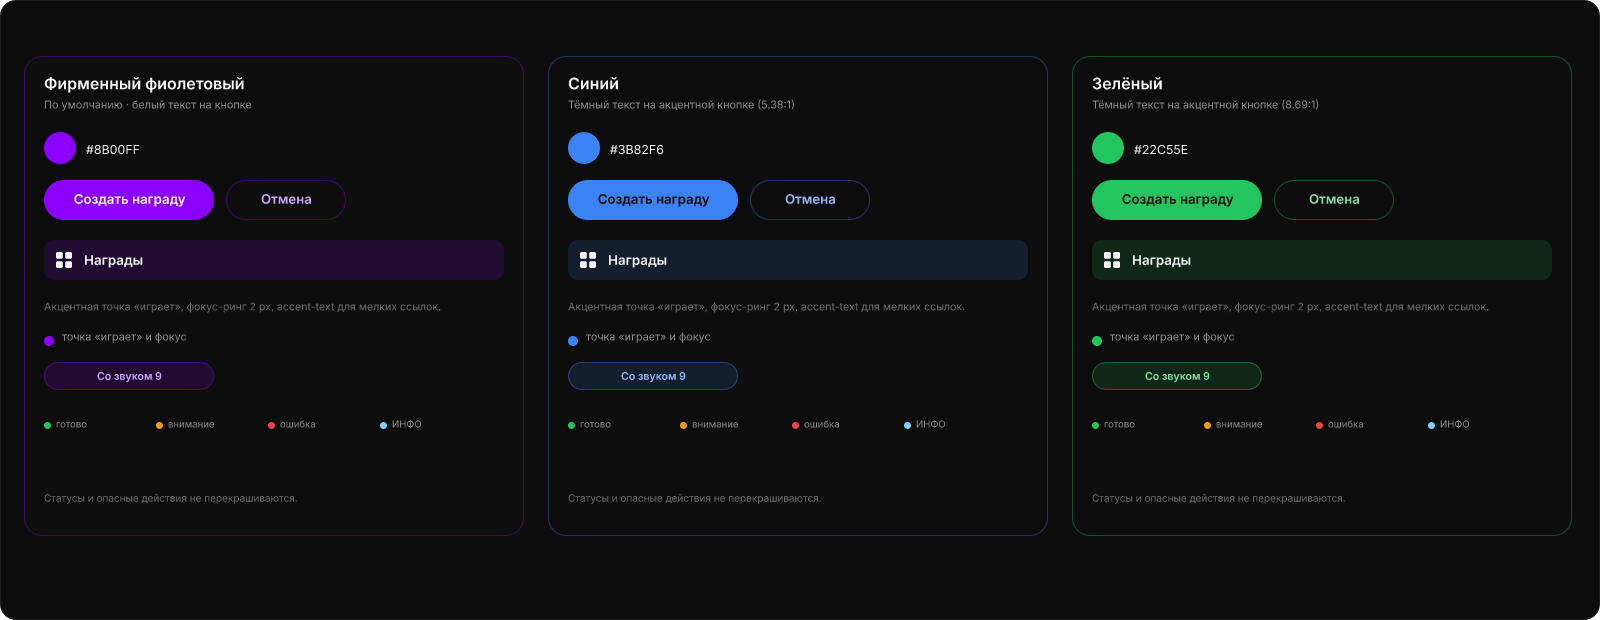 Фирменный фиолетовый
По умолчанию · белый текст на кнопке
#8B00FF
Создать награду
Отмена
Награды
Акцентная точка «играет», фокус-ринг 2 px, accent-text для мелких ссылок.
точка «играет» и фокус
Со звуком 9
готово
внимание
ошибка
ИНФО
Статусы и опасные действия не перекрашиваются.
Синий
Тёмный текст на акцентной кнопке (5.38:1)
#3B82F6
Создать награду
Отмена
Награды
Акцентная точка «играет», фокус-ринг 2 px, accent-text для мелких ссылок.
точка «играет» и фокус
Со звуком 9
готово
внимание
ошибка
ИНФО
Статусы и опасные действия не перекрашиваются.
Зелёный
Тёмный текст на акцентной кнопке (8.69:1)
#22C55E
Создать награду
Отмена
Награды
Акцентная точка «играет», фокус-ринг 2 px, accent-text для мелких ссылок.
точка «играет» и фокус
Со звуком 9
готово
внимание
ошибка
ИНФО
Статусы и опасные действия не перекрашиваются.